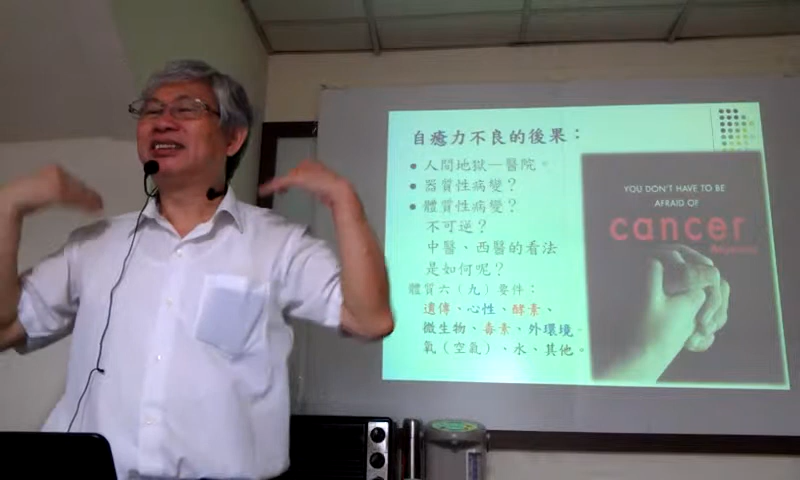 自癒力不良的後果：
● 人間地獄—醫院。
● 器質性病變？
● 體質性病變？
不可逆？
中醫、西醫的看法
是如何呢？
體質六（九）要件：
遺傳、心性、酵素、
微生物、毒素、外環境、
氧（空氣）、水、其他。
YOU DON'T HAVE TO BE
AFRAID OF
cancer